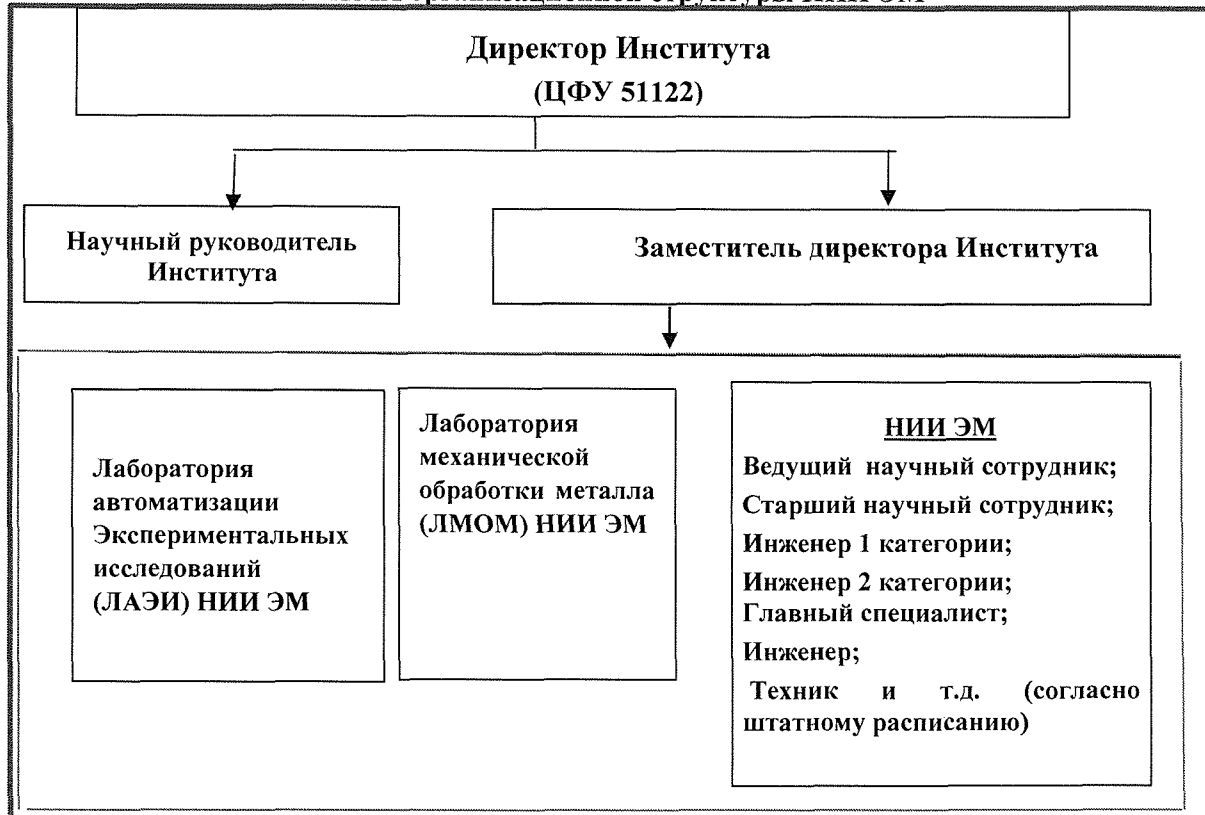 Директор Института
(ЦФУ 51122)
Научный руководитель
Института
Заместитель директора Института
Лаборатория
автоматизации
Экспериментальных
исследований
(ЛАЭИ) НИИ ЭМ
Лаборатория
механической
обработки металла
(ЛМОМ) НИИ ЭМ
НИИ ЭМ
Ведущий научный сотрудник;
Старший научный сотрудник;
Инженер 1 категории;
Инженер 2 категории;
Главный специалист;
Инженер;
Техник и т.д. (согласно
штатному расписанию)